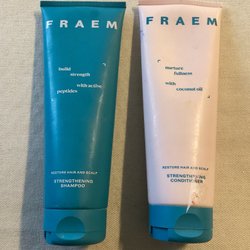 FRAEM
build
strength
with active
peptides
RESTORE HAIR AND SCALP
STRENGTHENING
SHAMPOO
FRAEM
nurture
fullness
with
coconut oil
RESTORE HAIR AND SCALP
STRENGTHENING
CONDITIONER